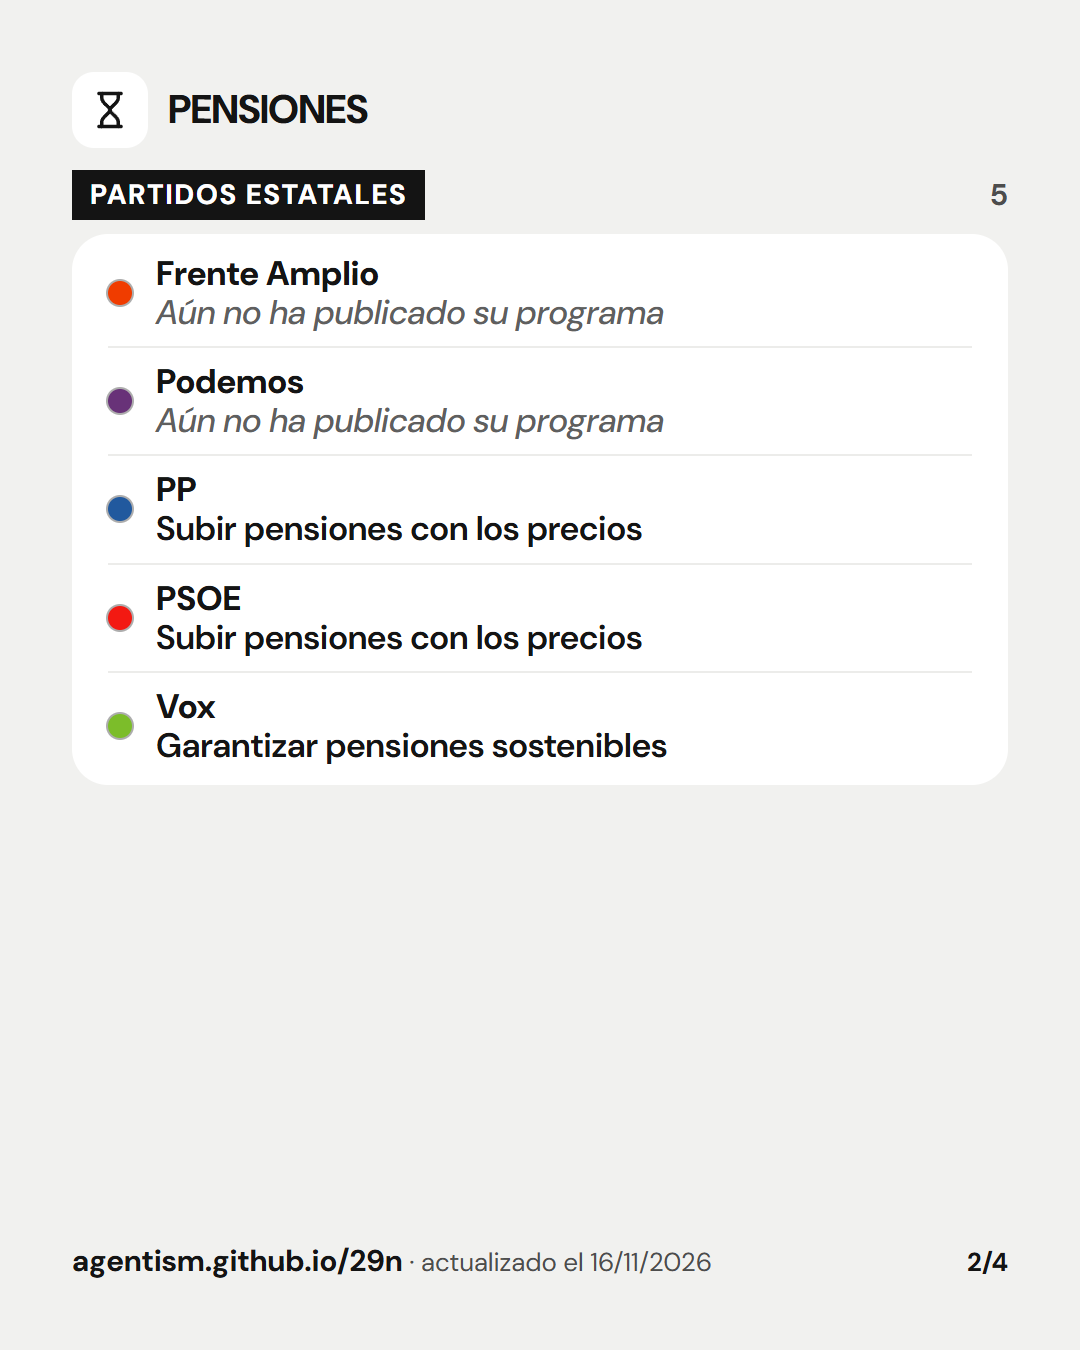 PENSIONES
PARTIDOS ESTATALES
5
Frente Amplio
Aún no ha publicado su programa
Podemos
Aún no ha publicado su programa
PP
Subir pensiones con los precios
PSOE
Subir pensiones con los precios
Vox
Garantizar pensiones sostenibles
agentism.github.io/29n · actualizado el 16/11/2026
2/4